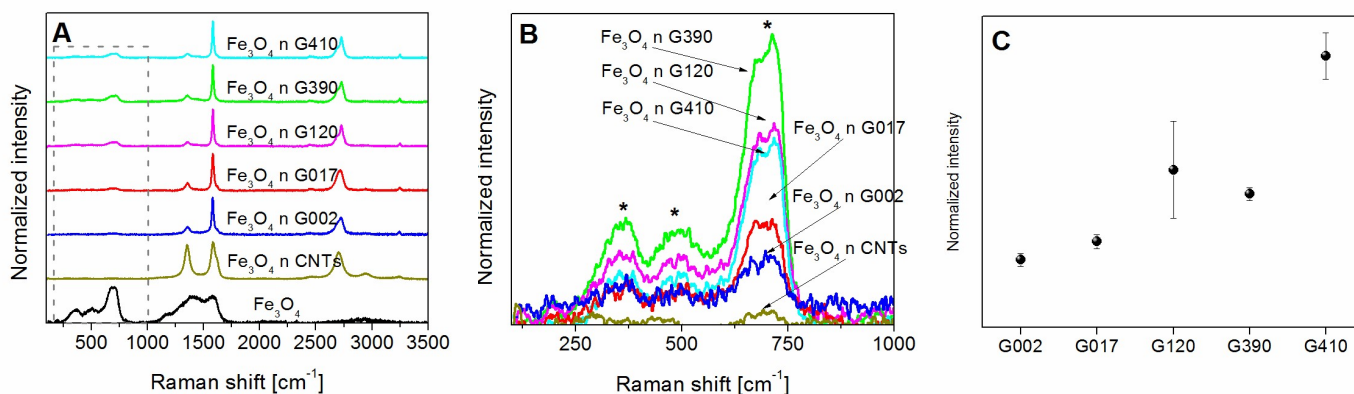 A
Fe3O4 n G410
Fe3O4 n G390
Fe3O4 n G120
Fe3O4 n G017
Fe3O4 n G002
Fe3O4 n CNTs
Fe3O4
Normalized intensity
0 500 1000 1500 2000 2500 3000 3500
Raman shift [cm-1]
B
*
*
*
Fe3O4 n G390
Fe3O4 n G120
Fe3O4 n G410
Fe3O4 n G017
Fe3O4 n G002
Fe3O4 n CNTs
Normalized intensity
250 500 750 1000
Raman shift [cm-1]
C
Normalized intensity
G002 G017 G120 G390 G410